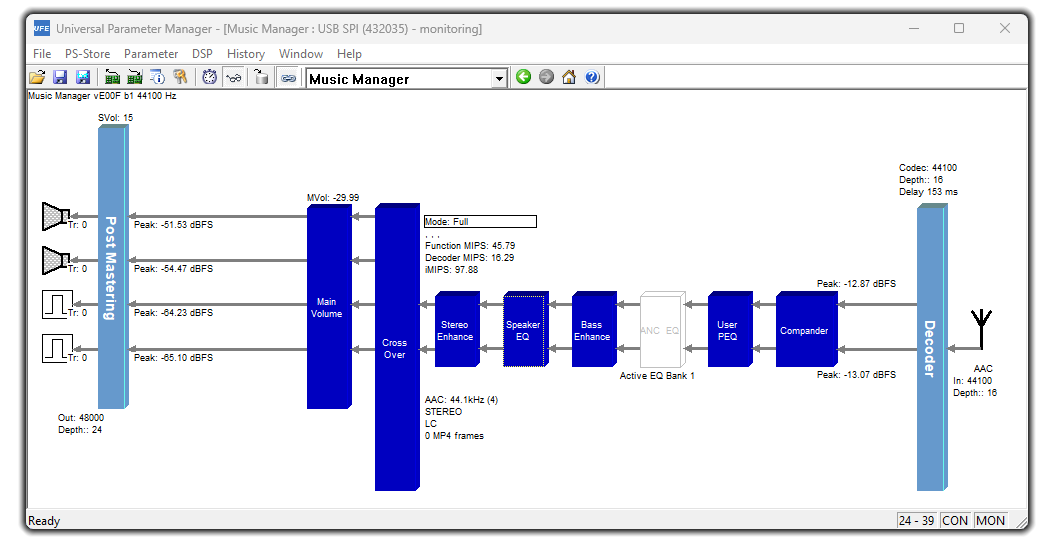 UFE
Universal Parameter Manager - [Music Manager : USB SPI (432035) - monitoring]
File PS-Store Parameter DSP History Window Help
Music Manager
Music Manager vE00F b1 44100 Hz
SVol: 15
Codec: 44100
Depth:: 16
Delay 153 ms
MVol: -29.99
Tr: 0
Peak: -51.53 dBFS
Mode: Full
. . .
Function MIPS: 45.79
Decoder MIPS: 16.29
iMIPS: 97.88
Tr: 0
Peak: -54.47 dBFS
Peak: -12.87 dBFS
Tr: 0
Peak: -64.23 dBFS
Post Mastering
Main
Volume
Cross
Over
Stereo
Enhance
Speaker
EQ
Bass
Enhance
ANC EQ
User
PEQ
Compander
Decoder
Tr: 0
Peak: -65.10 dBFS
Active EQ Bank 1
Peak: -13.07 dBFS
AAC
In: 44100
Depth:: 16
AAC: 44.1kHz (4)
STEREO
LC
0 MP4 frames
Out: 48000
Depth:: 24
Ready
24 - 39 CON MON